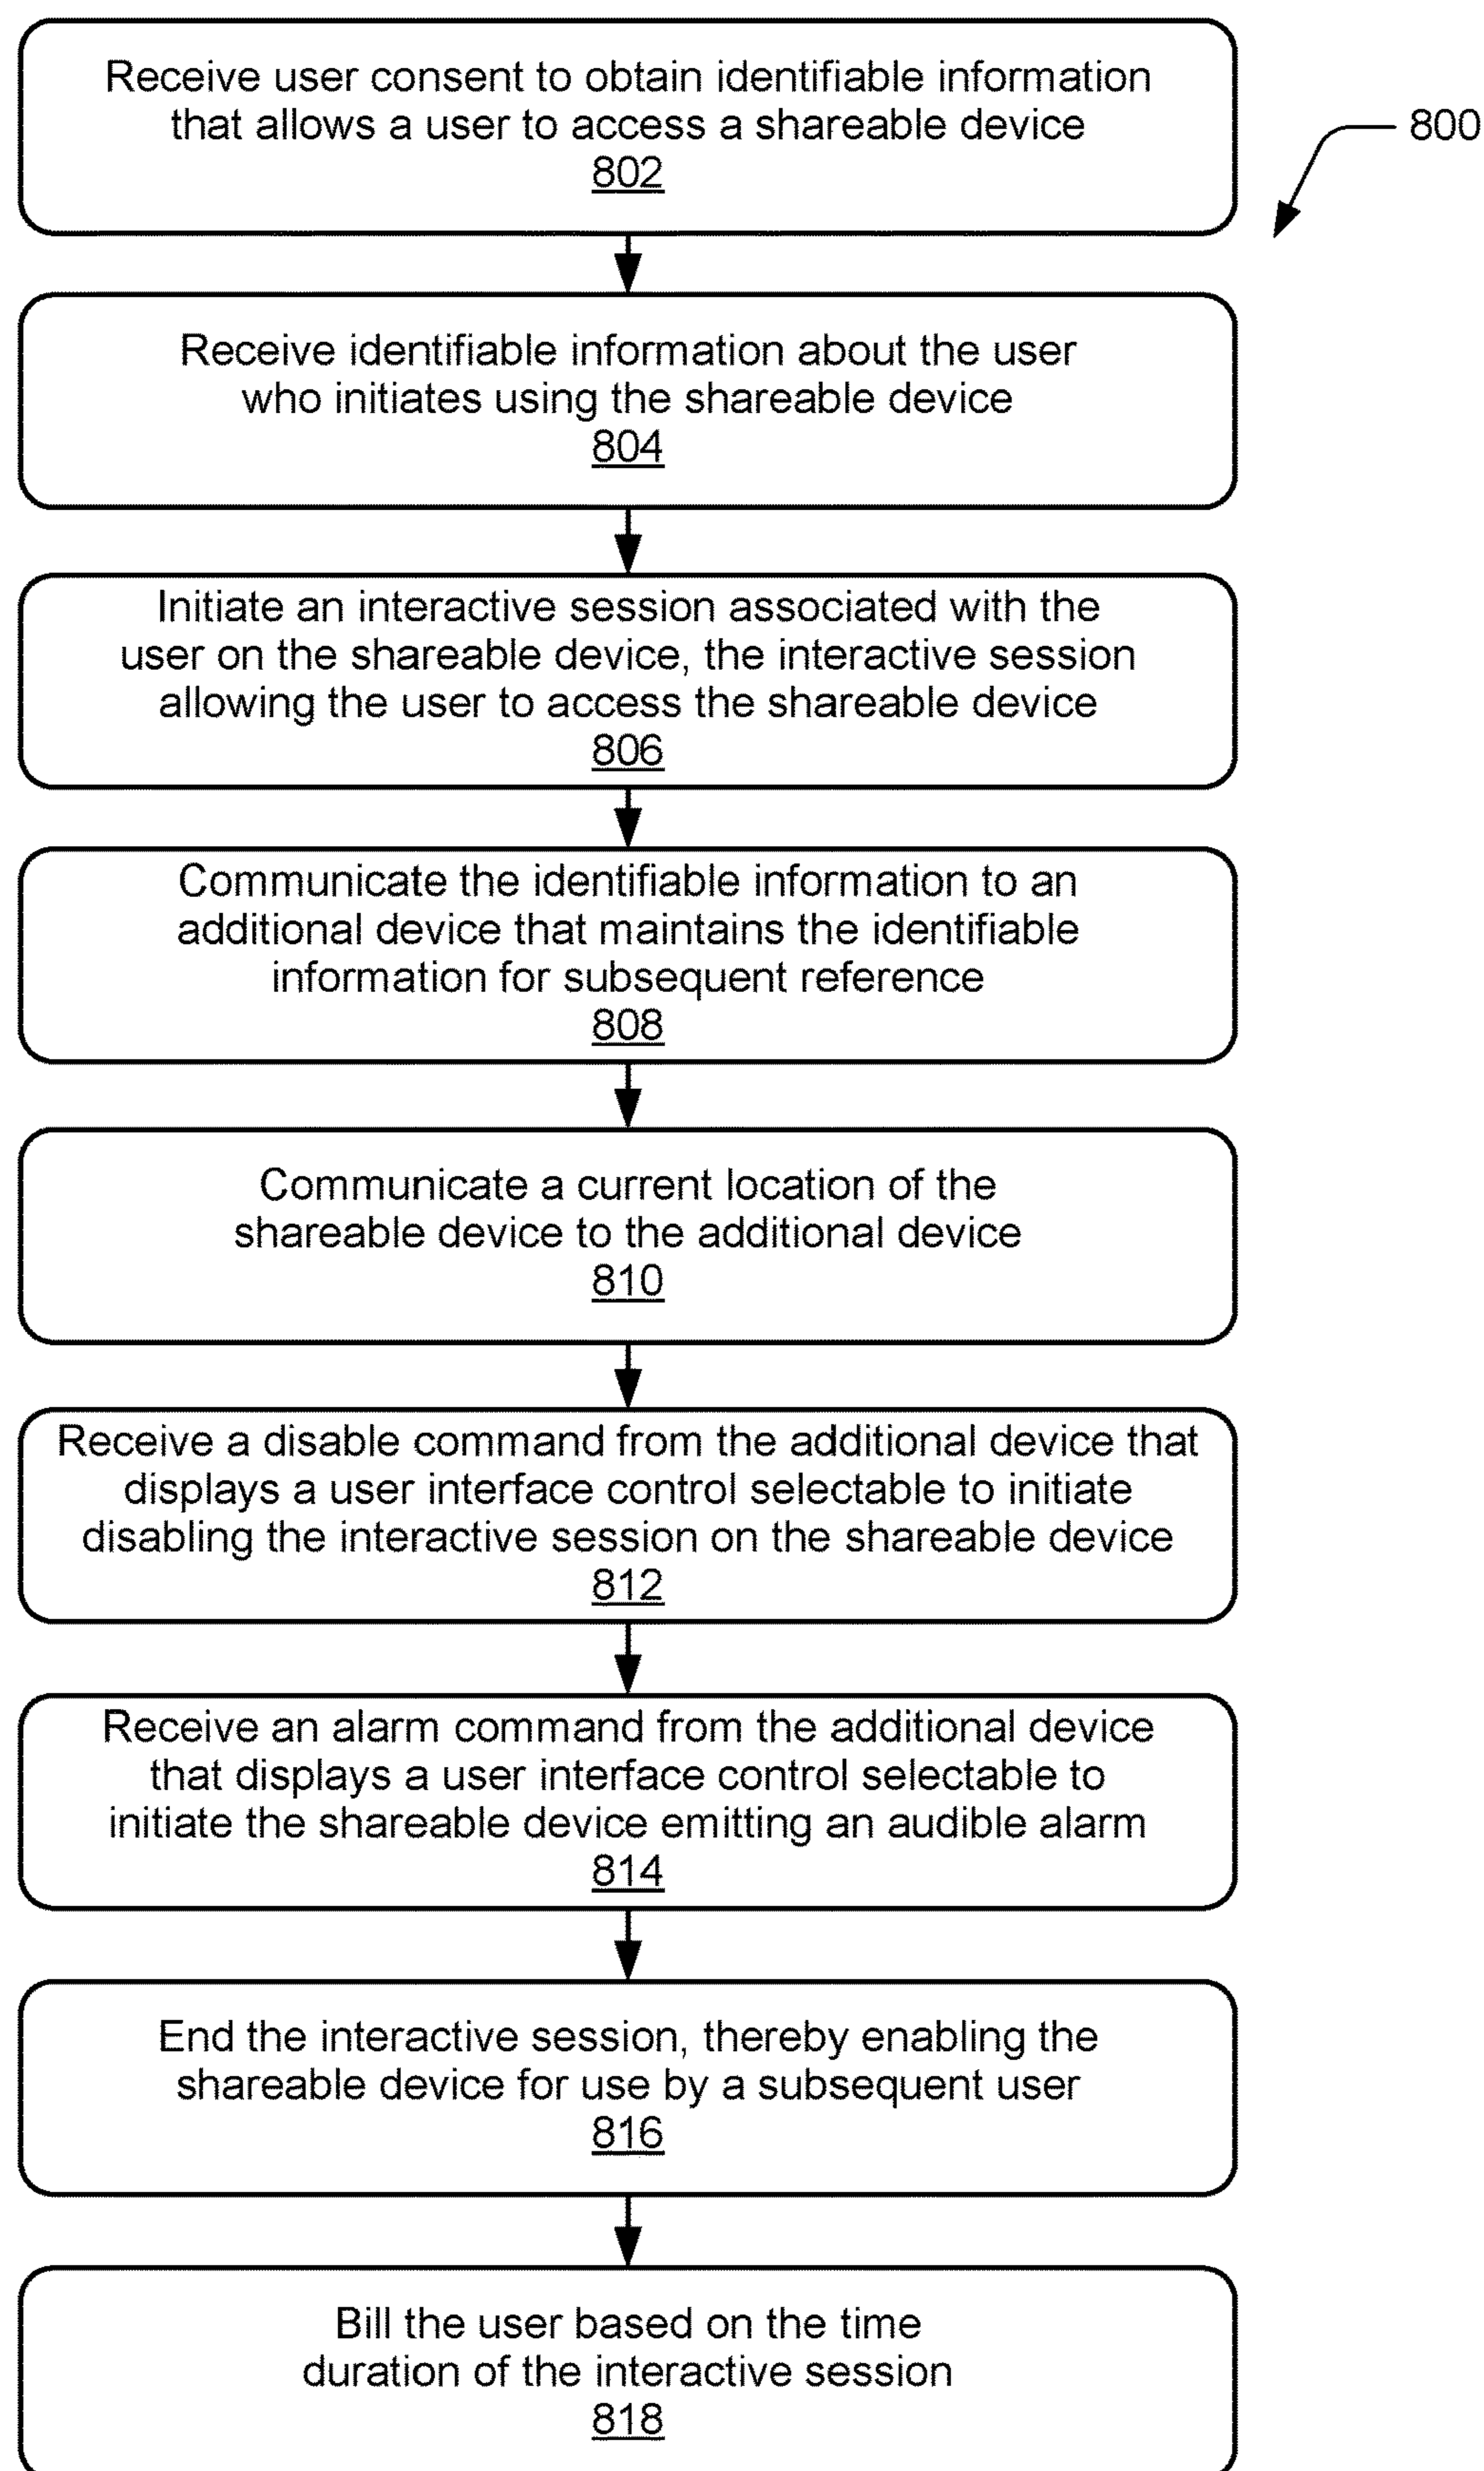 Receive user consent to obtain identifiable information
that allows a user to access a shareable device
802
800
Receive identifiable information about the user
who initiates using the shareable device
804
Initiate an interactive session associated with the
user on the shareable device, the interactive session
allowing the user to access the shareable device
806
Communicate the identifiable information to an
additional device that maintains the identifiable
information for subsequent reference
808
Communicate a current location of the
shareable device to the additional device
810
Receive a disable command from the additional device that
displays a user interface control selectable to initiate
disabling the interactive session on the shareable device
812
Receive an alarm command from the additional device
that displays a user interface control selectable to
initiate the shareable device emitting an audible alarm
814
End the interactive session, thereby enabling the
shareable device for use by a subsequent user
816
Bill the user based on the time
duration of the interactive session
818